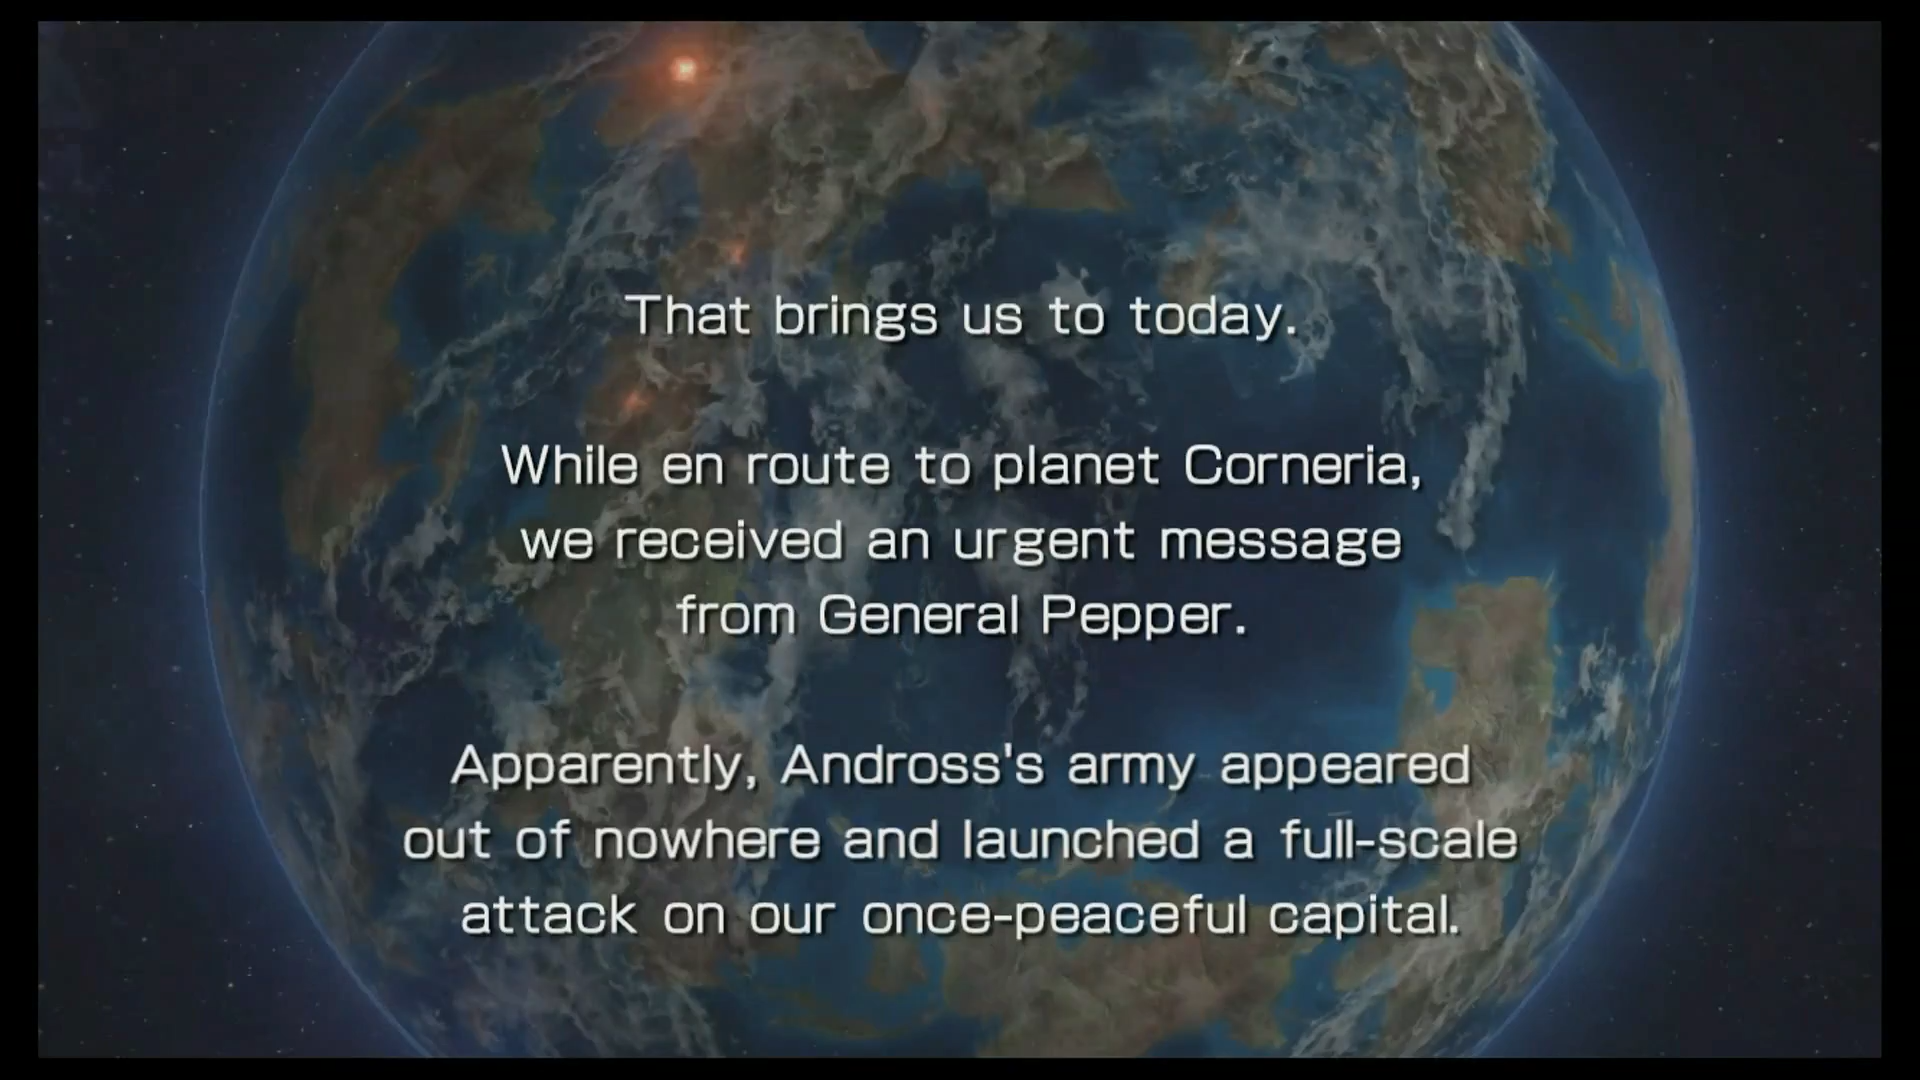 That brings us to today.
While en route to planet Corneria,
we received an urgent message
from General Pepper.
Apparently, Andross's army appeared
out of nowhere and launched a full-scale
attack on our once-peaceful capital.